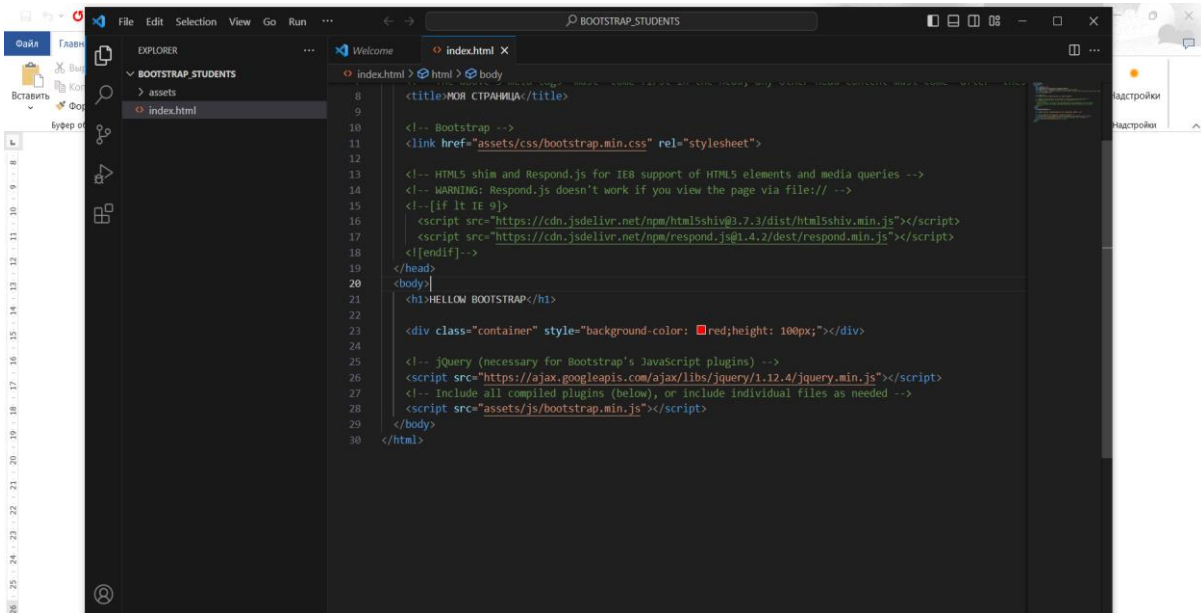 File Edit Selection View Go Run ···
BOOTSTRAP_STUDENTS
Файл Главн
Вставить
Буфер об
Надстройки
Надстройки
EXPLORER
BOOTSTRAP_STUDENTS
assets
index.html
Welcome
index.html
index.html > html > body
8 <title>МОЯ СТРАНИЦА</title>
9
10 <!-- Bootstrap -->
11 <link href="assets/css/bootstrap.min.css" rel="stylesheet">
12
13 <!-- HTML5 shim and Respond.js for IE8 support of HTML5 elements and media queries -->
14 <!-- WARNING: Respond.js doesn't work if you view the page via file:// -->
15 <!--[if lt IE 9]>
16 <script src="https://cdn.jsdelivr.net/npm/html5shiv@3.7.3/dist/html5shiv.min.js"></script>
17 <script src="https://cdn.jsdelivr.net/npm/respond.js@1.4.2/dest/respond.min.js"></script>
18 <![endif]-->
19 </head>
20 <body>
21 <h1>HELLOW BOOTSTRAP</h1>
22
23 <div class="container" style="background-color: red;height: 100px;"></div>
24
25 <!-- jQuery (necessary for Bootstrap's JavaScript plugins) -->
26 <script src="https://ajax.googleapis.com/ajax/libs/jquery/1.12.4/jquery.min.js"></script>
27 <!-- Include all compiled plugins (below), or include individual files as needed -->
28 <script src="assets/js/bootstrap.min.js"></script>
29 </body>
30 </html>